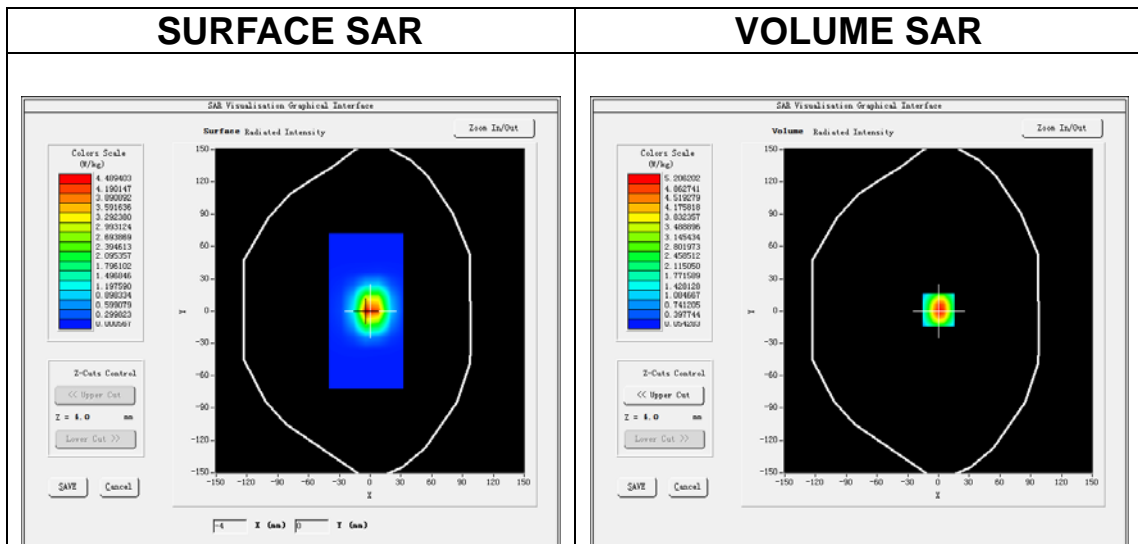 SURFACE SAR
VOLUME SAR
SAR Visualisation Graphical Interface
Surface Radiated Intensity
Zoom In/Out
Colors Scale
(W/kg)
4.489403
4.190147
3.890892
3.591636
3.292380
2.993124
2.693869
2.394613
2.095357
1.796102
1.496846
1.197590
0.898334
0.599079
0.299823
0.000567
Z-Cuts Control
<< Upper Cut
Z = 4.0 mm
Lower Cut >>
SAVE
Cancel
150
120
90
60
30
0
-30
-60
-90
-120
-150
Y
-150 -120 -90 -60 -30 0 30 60 90 120 150
X
-4 X (mm) 0 Y (mm)
SAR Visualisation Graphical Interface
Volume Radiated Intensity
Zoom In/Out
Colors Scale
(W/kg)
5.206202
4.862741
4.519279
4.175818
3.832357
3.488896
3.145434
2.801973
2.458512
2.115050
1.771589
1.428128
1.084667
0.741205
0.397744
0.054283
Z-Cuts Control
<< Upper Cut
Z = 4.0 mm
Lower Cut >>
SAVE
Cancel
150
120
90
60
30
0
-30
-60
-90
-120
-150
Y
-150 -120 -90 -60 -30 0 30 60 90 120 150
X